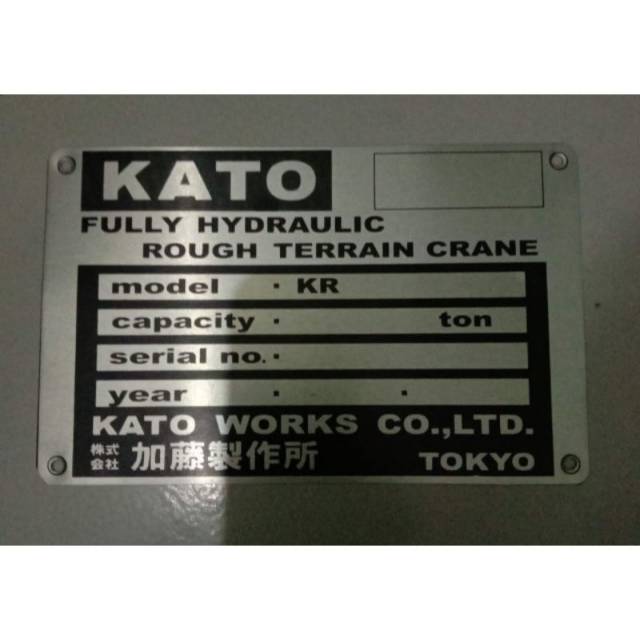 KATO
FULLY HYDRAULIC
ROUGH TERRAIN CRANE
model · KR
capacity · ton
serial no. ·
year · ·
KATO WORKS CO.,LTD.
株式会社 加藤製作所 TOKYO